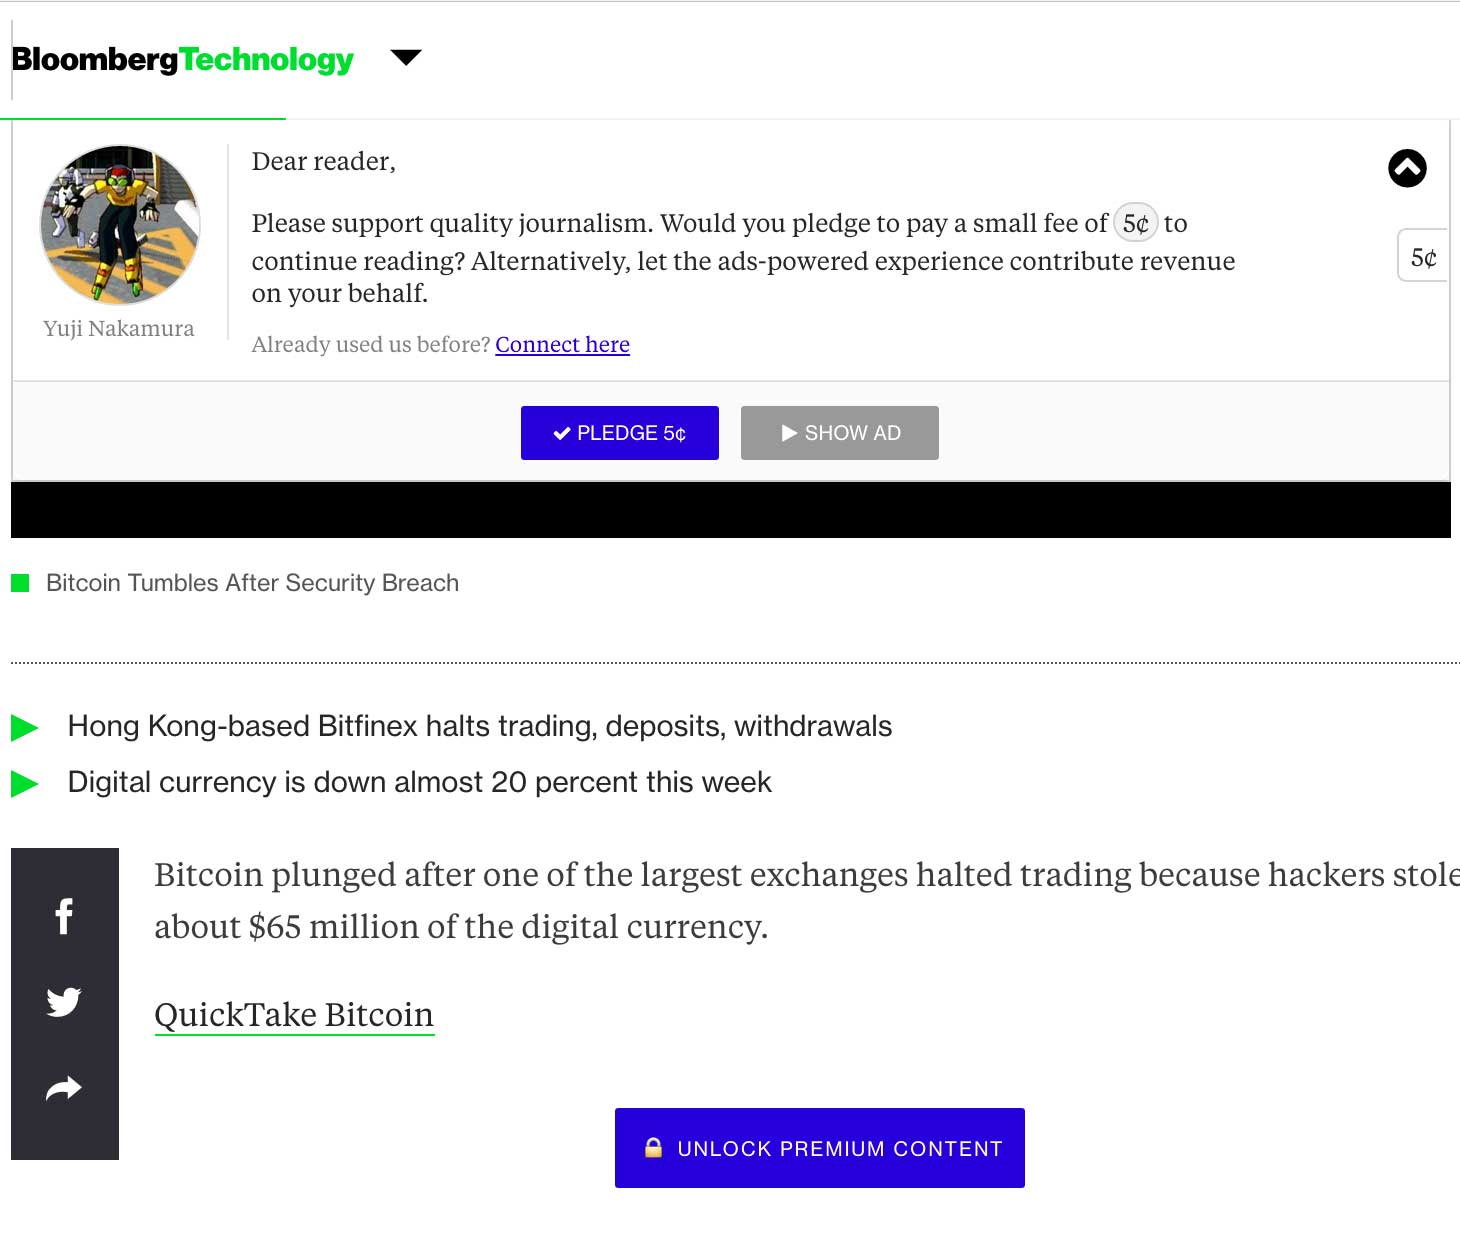 BloombergTechnology
Dear reader,
Please support quality journalism. Would you pledge to pay a small fee of 5¢ to
continue reading? Alternatively, let the ads-powered experience contribute revenue
on your behalf.
5¢
Yuji Nakamura
Already used us before? Connect here
PLEDGE 5¢
SHOW AD
Bitcoin Tumbles After Security Breach
Hong Kong-based Bitfinex halts trading, deposits, withdrawals
Digital currency is down almost 20 percent this week
Bitcoin plunged after one of the largest exchanges halted trading because hackers stole
about $65 million of the digital currency.
QuickTake Bitcoin
UNLOCK PREMIUM CONTENT